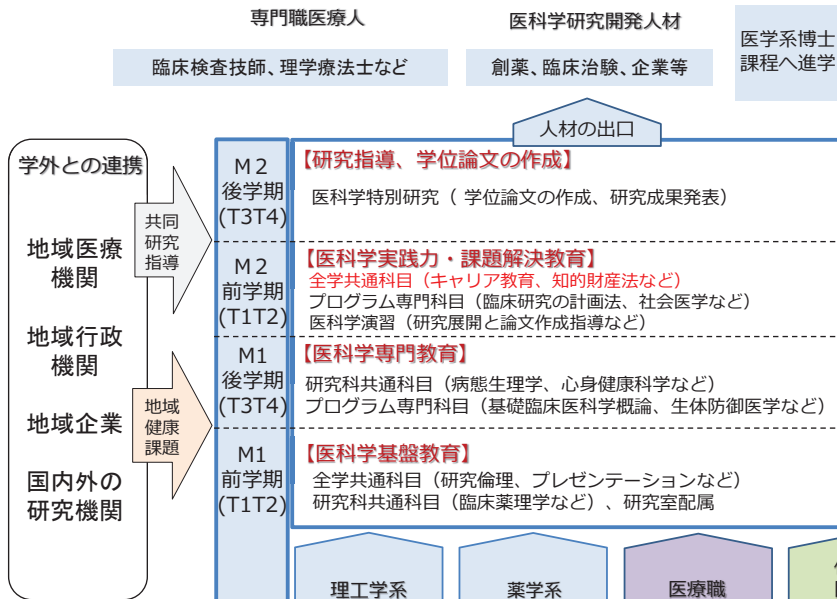 専門職医療人
医科学研究開発人材
臨床検査技師、理学療法士など
創薬、臨床治験、企業等
医学系博士
課程へ進学
人材の出口
学外との連携
地域医療
機関
地域行政
機関
地域企業
国内外の
研究機関
共同
研究
指導
地域
健康
課題
M2
後学期
(T3T4)
【研究指導、学位論文の作成】
医科学特別研究（ 学位論文の作成、研究成果発表）
M2
前学期
(T1T2)
【医科学実践力・課題解決教育】
全学共通科目（キャリア教育、知的財産法など）
プログラム専門科目（臨床研究の計画法、社会医学など）
医科学演習（研究展開と論文作成指導など）
M1
後学期
(T3T4)
【医科学専門教育】
研究科共通科目（病態生理学、心身健康科学など）
プログラム専門科目（基礎臨床医科学概論、生体防御医学など）
M1
前学期
(T1T2)
【医科学基盤教育】
全学共通科目（研究倫理、プレゼンテーションなど）
研究科共通科目（臨床薬理学など）、研究室配属
理工学系
薬学系
医療職